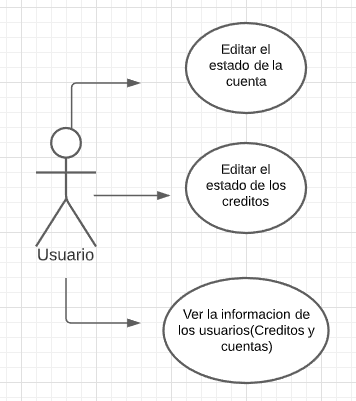 Editar el
estado de la
cuenta
Editar el
estado de los
creditos
Usuario
Ver la informacion de
los usuarios(Creditos y
cuentas)